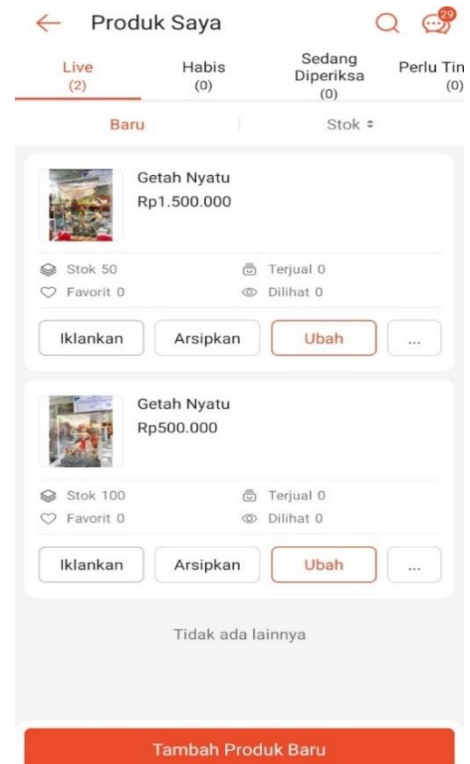 Produk Saya
29
Live
(2)
Habis
(0)
Sedang
Diperiksa
(0)
Perlu Tin
(0)
Baru
Stok
Getah Nyatu
Rp1.500.000
Stok 50
Terjual 0
Favorit 0
Dilihat 0
Iklankan
Arsipkan
Ubah
...
Getah Nyatu
Rp500.000
Stok 100
Terjual 0
Favorit 0
Dilihat 0
Iklankan
Arsipkan
Ubah
...
Tidak ada lainnya
Tambah Produk Baru